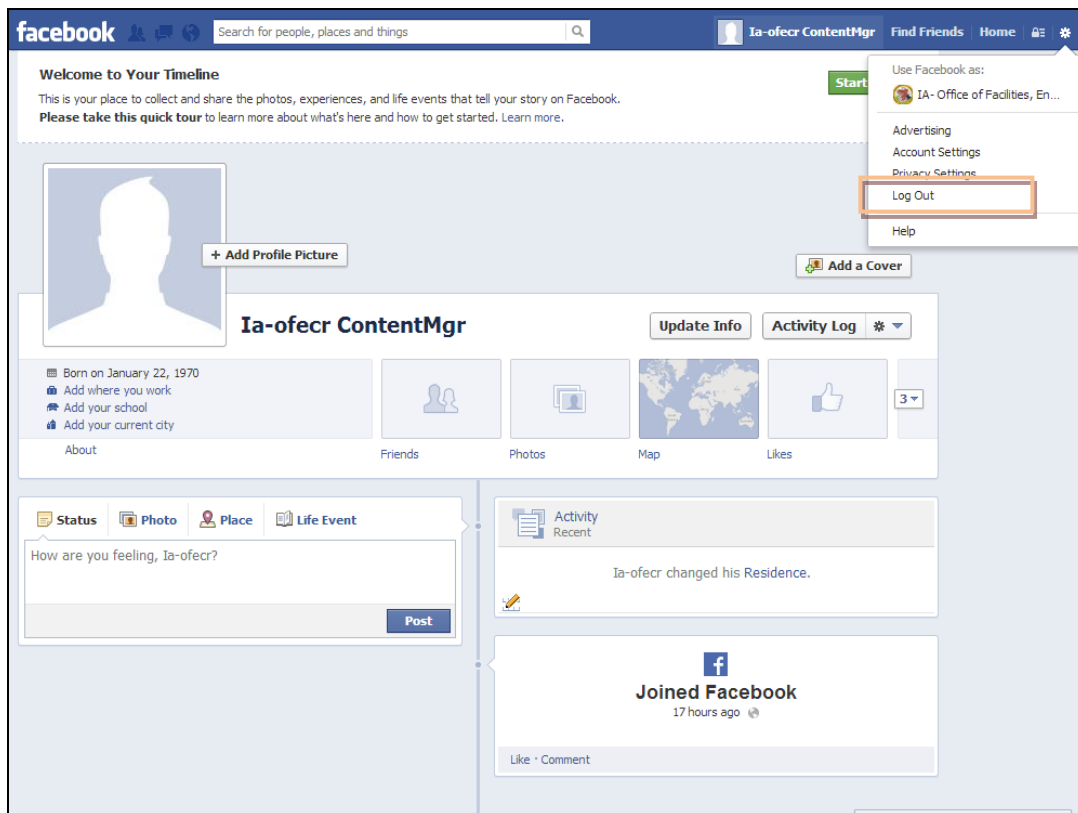 facebook
Search for people, places and things
Ia-ofecr ContentMgr
Find Friends
Home
Welcome to Your Timeline
This is your place to collect and share the photos, experiences, and life events that tell your story on Facebook.
Please take this quick tour to learn more about what's here and how to get started. Learn more.
Start
Use Facebook as:
IA- Office of Facilities, En...
Advertising
Account Settings
Privacy Settings
Log Out
Help
+ Add Profile Picture
Add a Cover
Ia-ofecr ContentMgr
Update Info
Activity Log
Born on January 22, 1970
Add where you work
Add your school
Add your current city
About
Friends
Photos
Map
Likes
3
Status
Photo
Place
Life Event
How are you feeling, Ia-ofecr?
Post
Activity
Recent
Ia-ofecr changed his Residence.
f
Joined Facebook
17 hours ago
Like · Comment